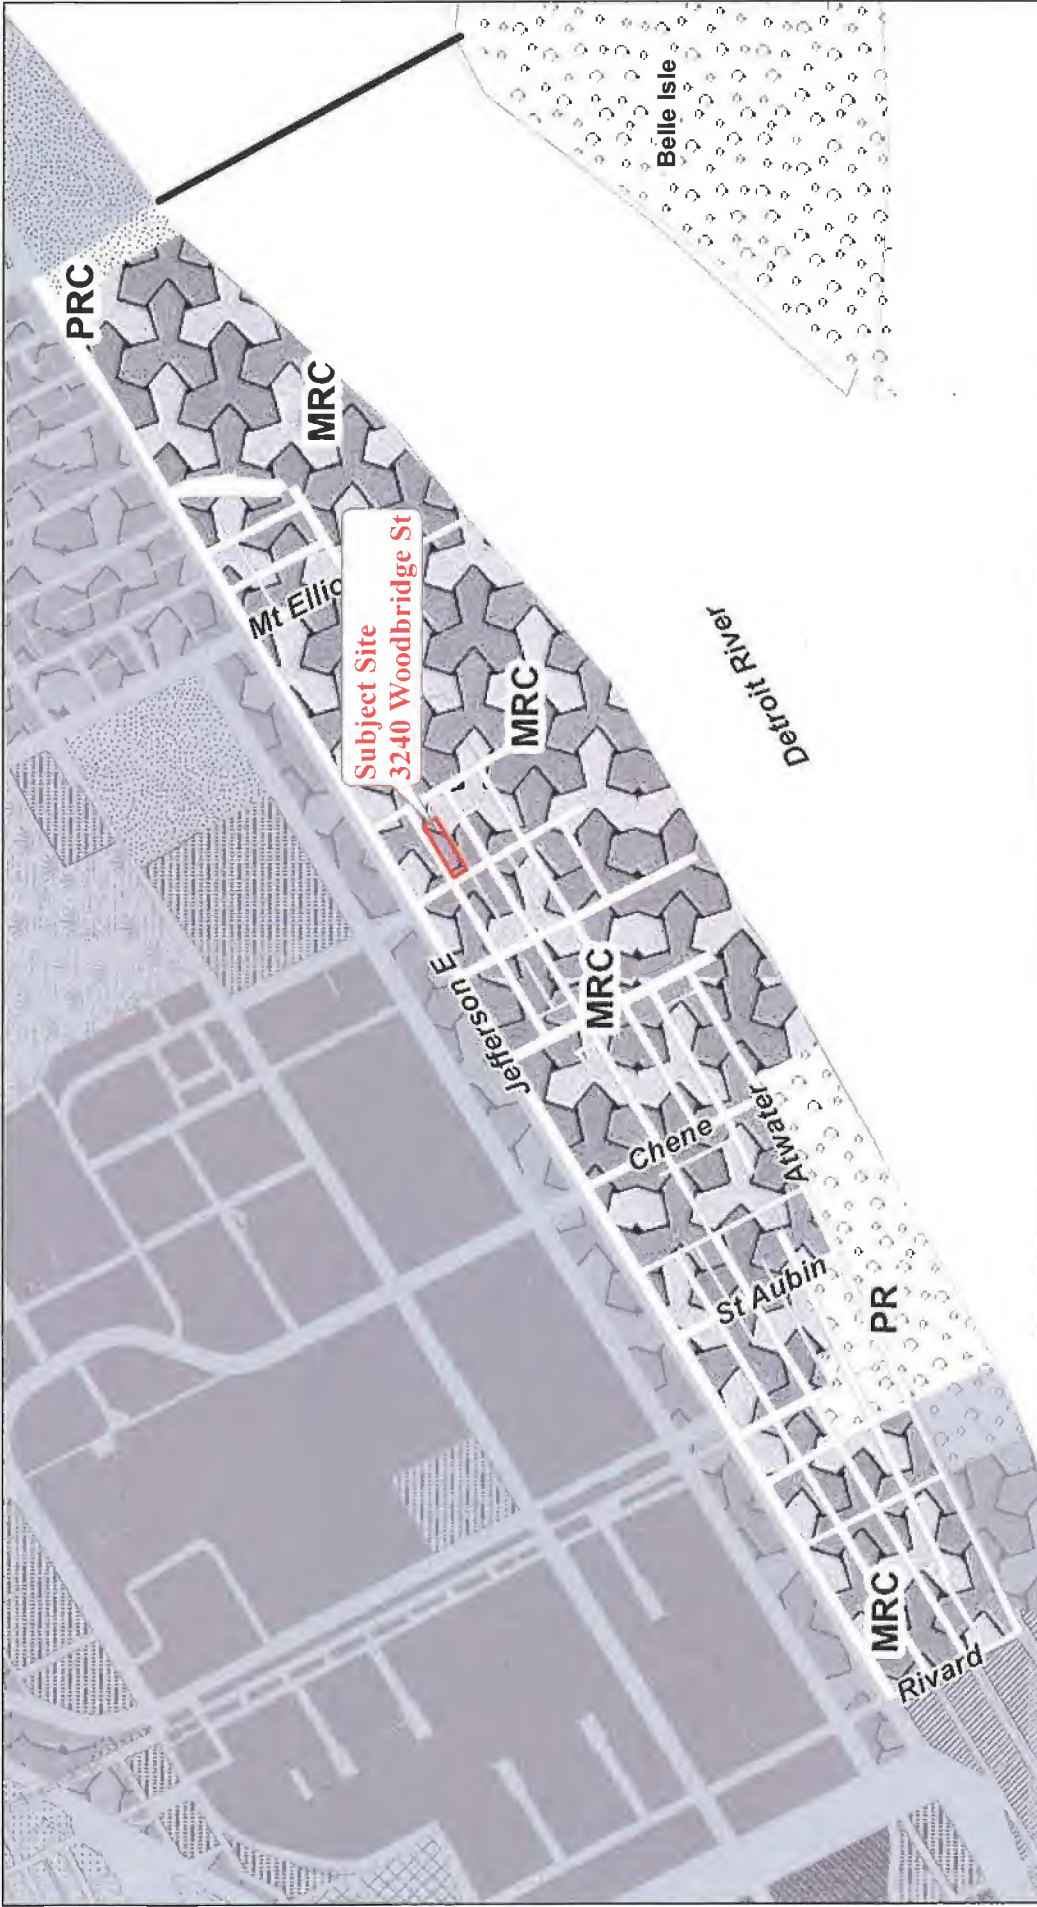 PRC
MRC
Belle Isle
Mt Ellio
Subject Site
3240 Woodbridge St
MRC
Detroit River
Jefferson E
MRC
Chene
Atwater
St Aubin
PR
MRC
Rivard